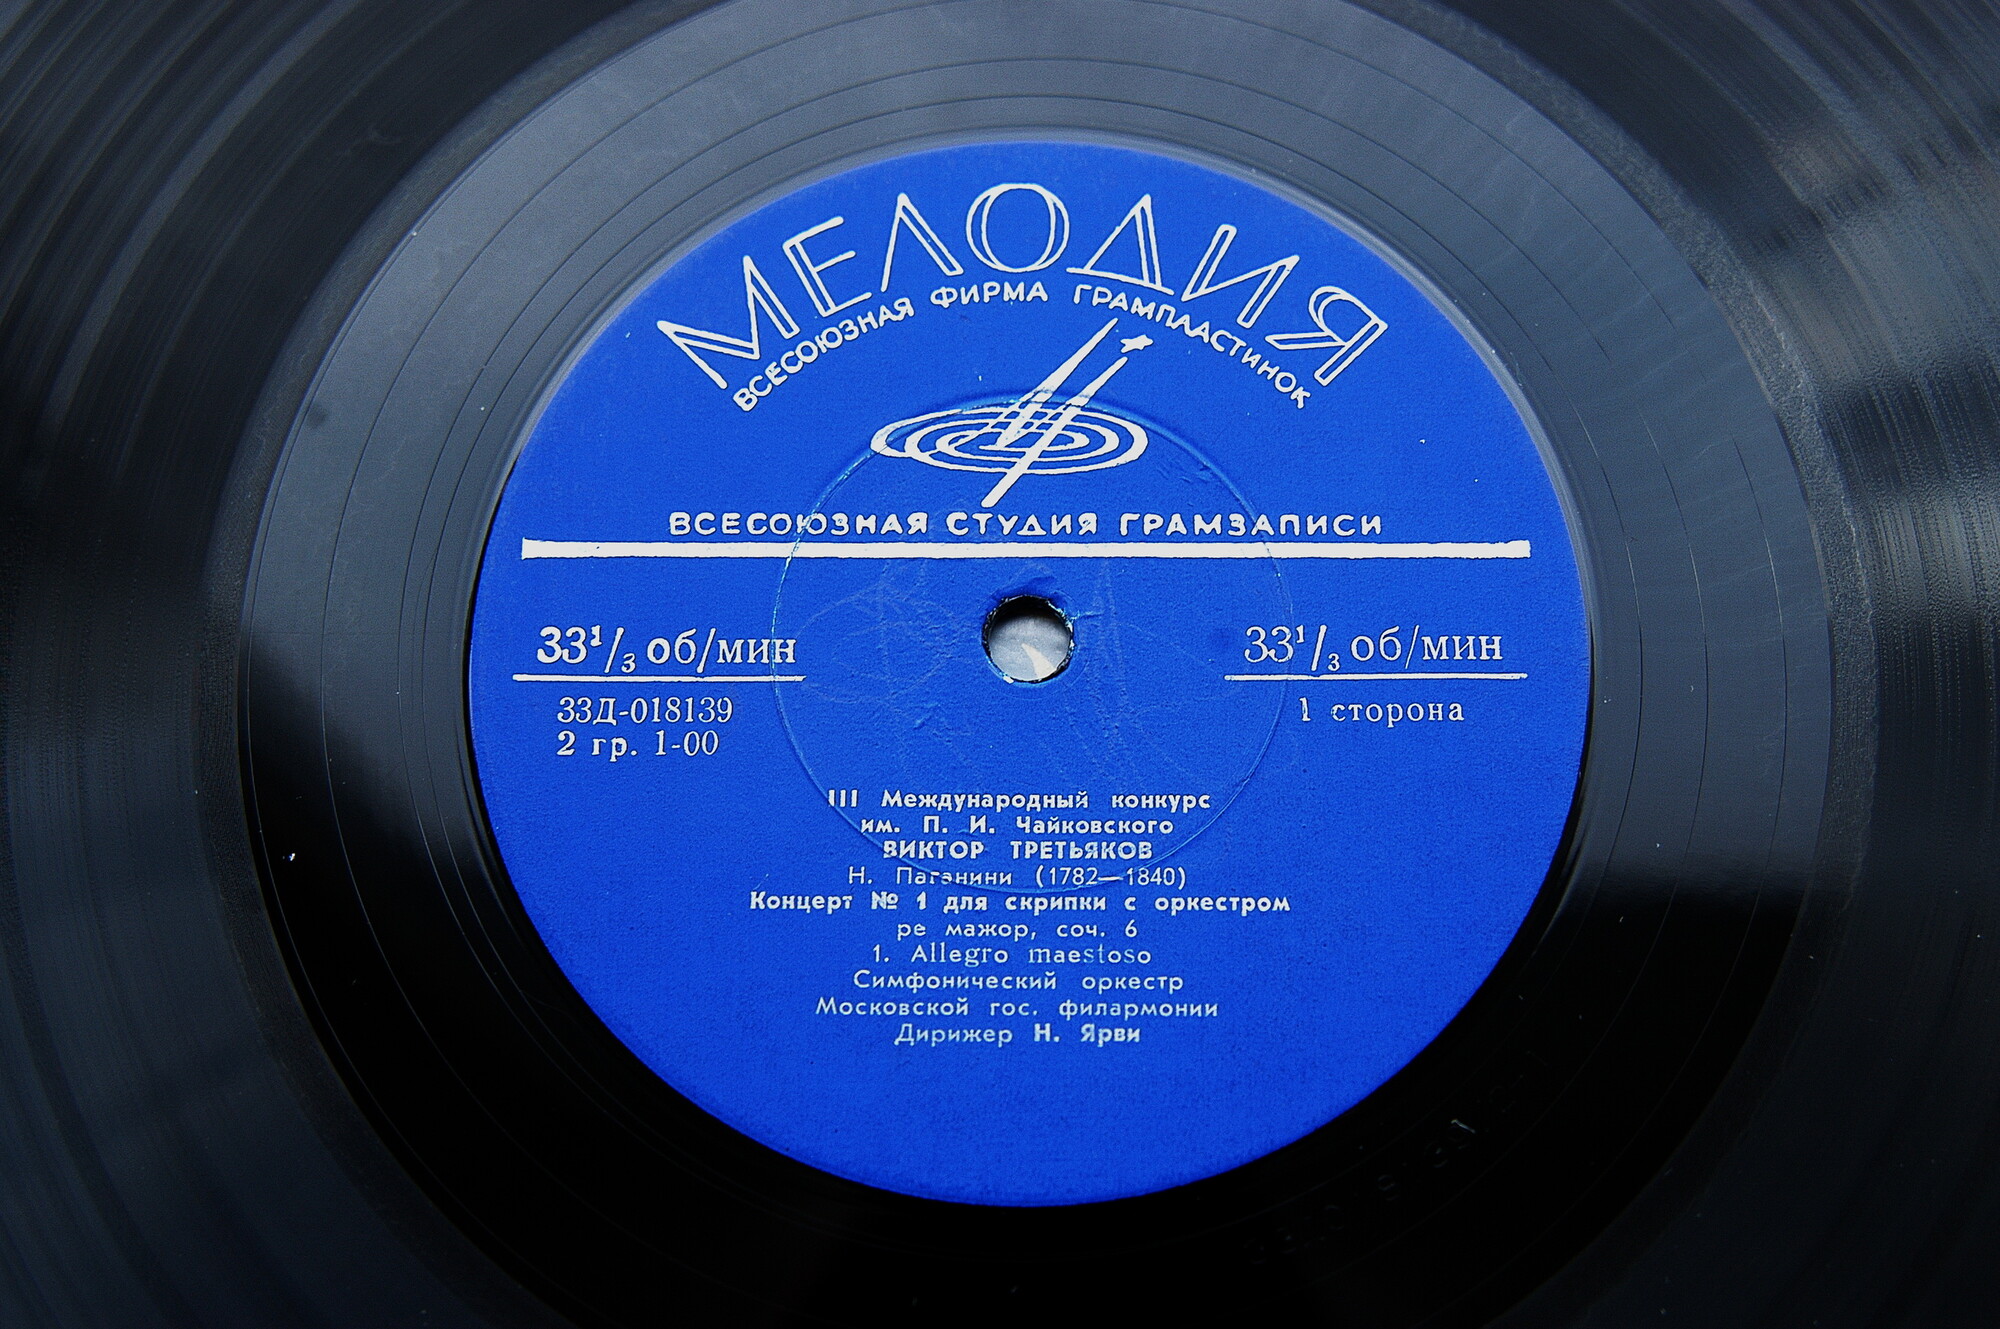 МЕЛОДИЯ
ВСЕСОЮЗНАЯ ФИРМА ГРАМПЛАСТИНОК
ВСЕСОЮЗНАЯ СТУДИЯ ГРАМЗАПИСИ
33¹/₃ об/мин
33¹/₃ об/мин
33Д-018139
2 гр. 1-00
1 сторона
III Международный конкурс
им. П. И. Чайковского
ВИКТОР ТРЕТЬЯКОВ
Н. Паганини (1782—1840)
Концерт № 1 для скрипки с оркестром
ре мажор, соч. 6
1. Allegro maestoso
Симфонический оркестр
Московской гос. филармонии
Дирижер Н. Ярви